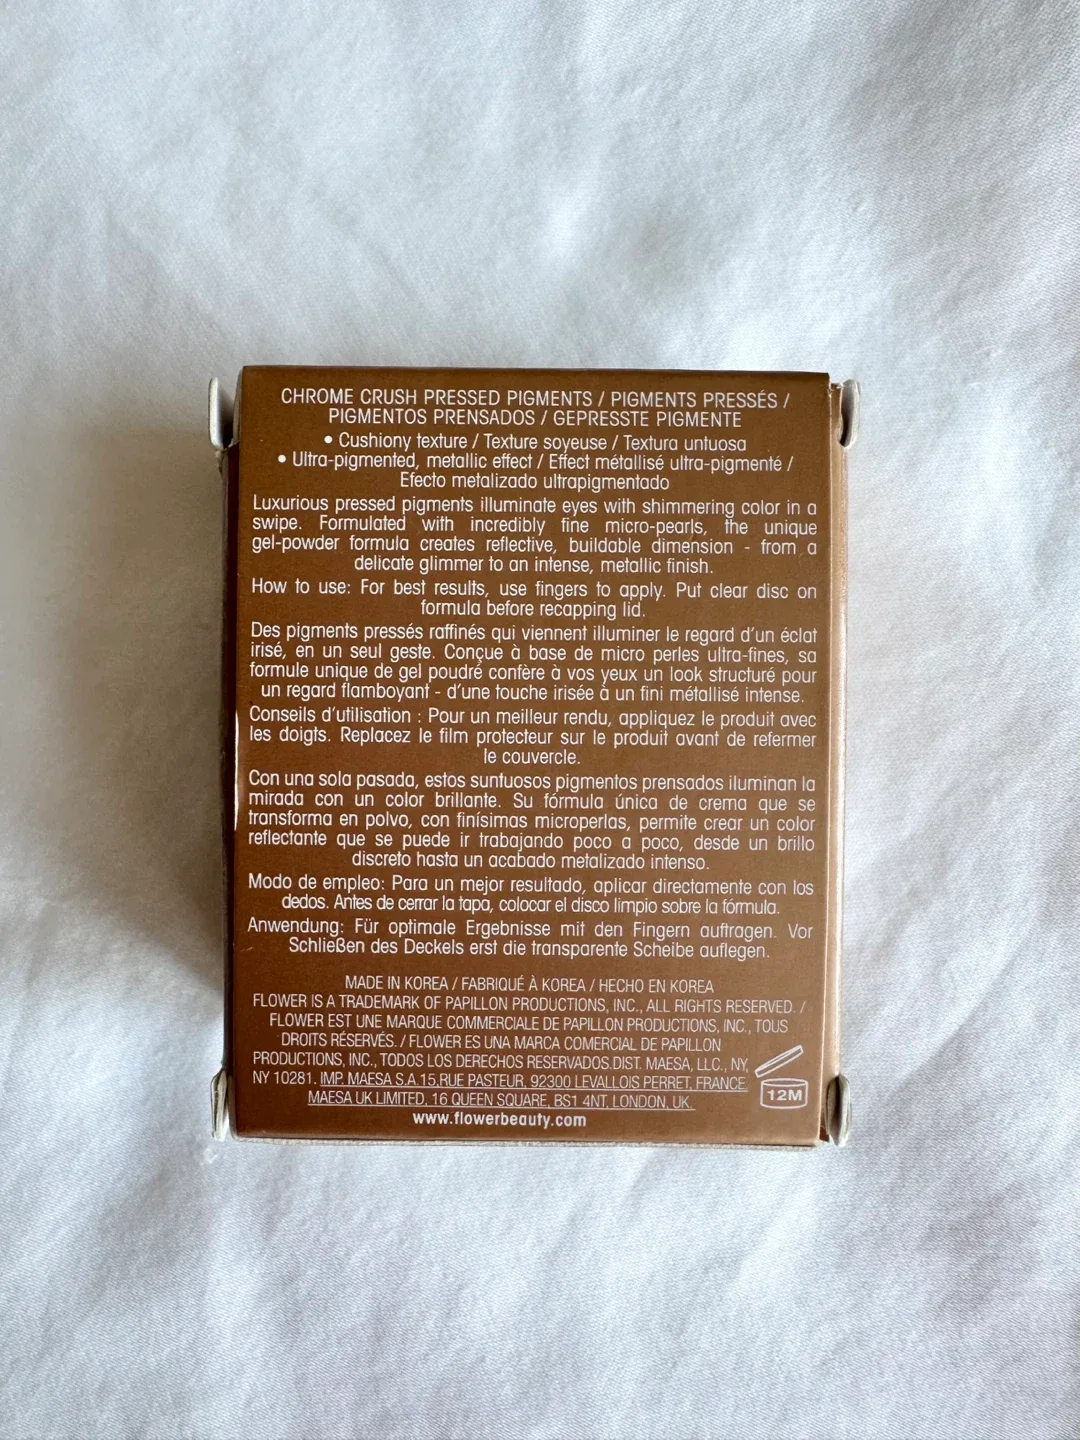 CHROME CRUSH PRESSED PIGMENTS / PIGMENTS PRESSÉS /
PIGMENTOS PRENSADOS / GEPRESSTE PIGMENTE
• Cushiony texture / Texture soyeuse / Textura untuosa
• Ultra-pigmented, metallic effect / Effect métallisé ultra-pigmenté /
Efecto metalizado ultrapigmentado
Luxurious pressed pigments illuminate eyes with shimmering color in a
swipe. Formulated with incredibly fine micro-pearls, the unique
gel-powder formula creates reflective, buildable dimension - from a
delicate glimmer to an intense, metallic finish.
How to use: For best results, use fingers to apply. Put clear disc on
formula before recapping lid.
Des pigments pressés raffinés qui viennent illuminer le regard d'un éclat
irisé, en un seul geste. Conçue à base de micro perles ultra-fines, sa
formule unique de gel poudré confère à vos yeux un look structuré pour
un regard flamboyant - d'une touche irisée à un fini métallisé intense.
Conseils d'utilisation : Pour un meilleur rendu, appliquez le produit avec
les doigts. Replacez le film protecteur sur le produit avant de refermer
le couvercle.
Con una sola pasada, estos suntuosos pigmentos prensados iluminan la
mirada con un color brillante. Su fórmula única de crema que se
transforma en polvo, con finísimas microperlas, permite crear un color
reflectante que se puede ir trabajando poco a poco, desde un brillo
discreto hasta un acabado metalizado intenso.
Modo de empleo: Para un mejor resultado, aplicar directamente con los
dedos. Antes de cerrar la tapa, colocar el disco limpio sobre la fórmula.
Anwendung: Für optimale Ergebnisse mit den Fingern auftragen. Vor
Schließen des Deckels erst die transparente Scheibe auflegen.
MADE IN KOREA / FABRIQUÉ À KOREA / HECHO EN KOREA
FLOWER IS A TRADEMARK OF PAPILLON PRODUCTIONS, INC., ALL RIGHTS RESERVED. /
FLOWER EST UNE MARQUE COMMERCIALE DE PAPILLON PRODUCTIONS, INC., TOUS
DROITS RÉSERVÉS. / FLOWER ES UNA MARCA COMERCIAL DE PAPILLON
PRODUCTIONS, INC., TODOS LOS DERECHOS RESERVADOS.DIST. MAESA, LLC., NY,
NY 10281. IMP. MAESA S.A.15,RUE PASTEUR, 92300 LEVALLOIS PERRET, FRANCE.
MAESA UK LIMITED, 16 QUEEN SQUARE, BS1 4NT, LONDON, UK.
www.flowerbeauty.com
12M